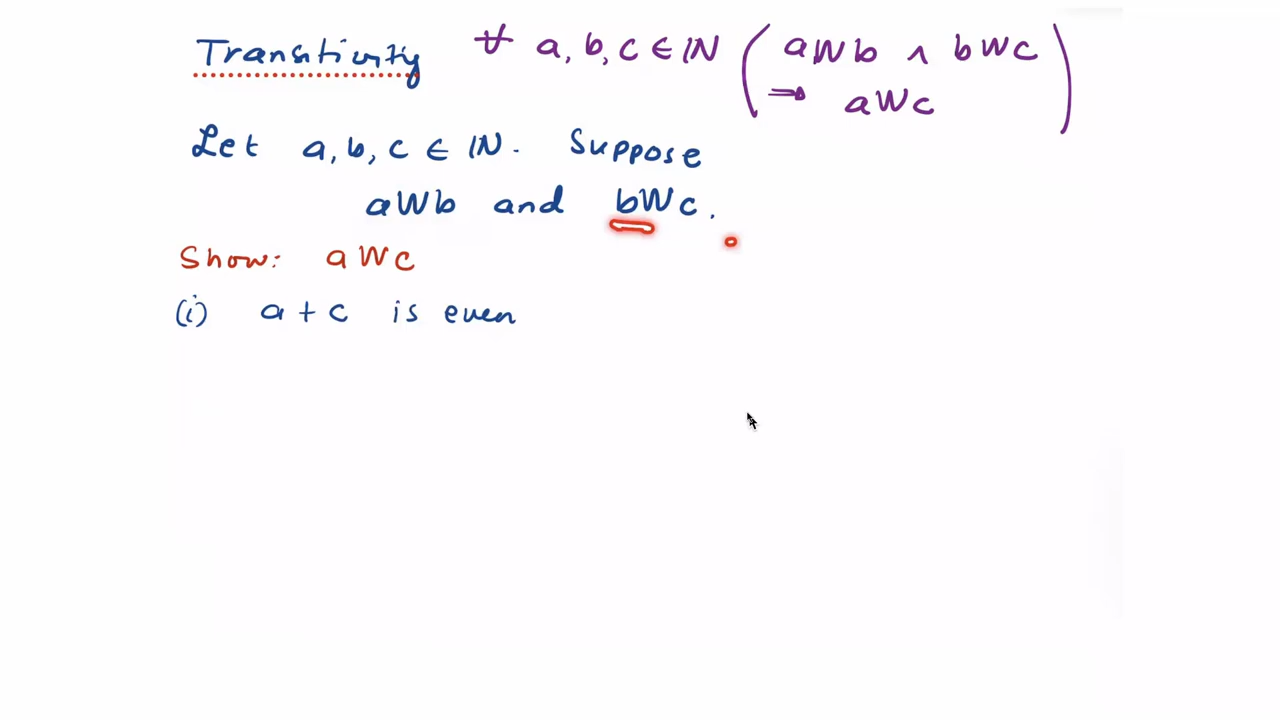 Transitivity ∀ a, b, c ∈ ℕ ( aWb ∧ bWc
⇒ aWc )
Let a, b, c ∈ ℕ. Suppose
aWb and bWc.
Show: aWc
(i) a + c is even